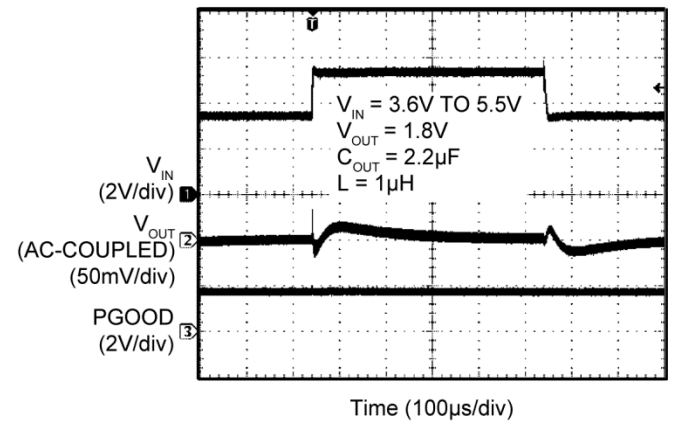 T
V_IN = 3.6V TO 5.5V
V_OUT = 1.8V
C_OUT = 2.2µF
L = 1µH
V_IN
(2V/div) 1
V_OUT 2
(AC-COUPLED)
(50mV/div)
PGOOD 3
(2V/div)
Time (100µs/div)